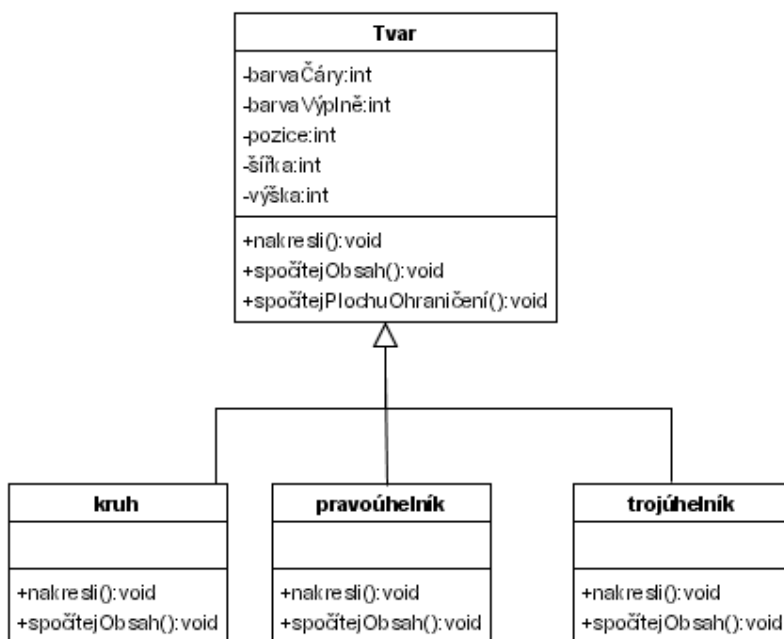 Tvar
-barvaČáry:int
-barvaVýplně:int
-pozice:int
-šířka:int
-výška:int
+nakresli():void
+spočítejObsah():void
+spočítejPlochuOhraničení():void
kruh
+nakresli():void
+spočítejObsah():void
pravoúhelník
+nakresli():void
+spočítejObsah():void
trojúhelník
+nakresli():void
+spočítejObsah():void